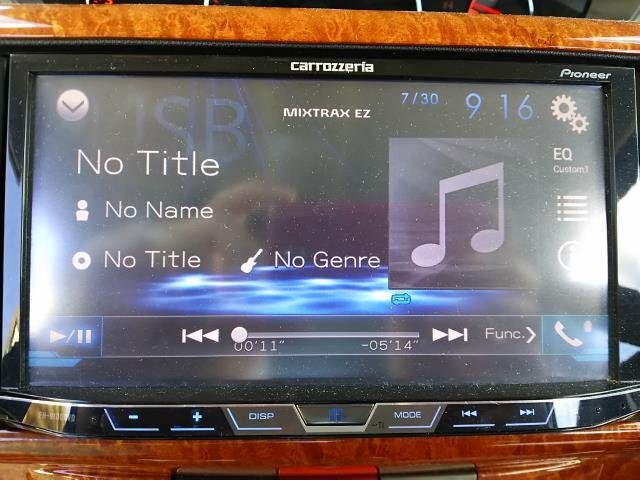 carrozzeria
Pioneer
USB
MIXTRAX EZ
7/30
9 16
No Title
EQ
Custom1
No Name
No Title
No Genre
00'11"
-05'14"
Func.
DISP
MODE